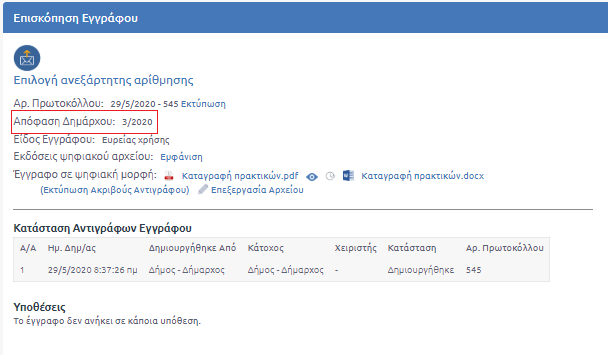 Επισκόπηση Εγγράφου
Επιλογή ανεξάρτητης αρίθμησης
Αρ. Πρωτοκόλλου: 29/5/2020 - 545 Εκτύπωση
Απόφαση Δημάρχου: 3/2020
Είδος Εγγράφου: Ευρείας χρήσης
Εκδόσεις ψηφιακού αρχείου: Εμφάνιση
Έγγραφο σε ψηφιακή μορφή: Καταγραφή πρακτικών.pdf Καταγραφή πρακτικών.docx
(Εκτύπωση Ακριβούς Αντιγράφου) Επεξεργασία Αρχείου
Κατάσταση Αντιγράφων Εγγράφου
Α/Α Ημ. Δημ/ας Δημιουργήθηκε Από Κάτοχος Χειριστής Κατάσταση Αρ. Πρωτοκόλλου
1 29/5/2020 8:37:26 πμ Δήμος - Δήμαρχος Δήμος - Δήμαρχος - Δημιουργήθηκε 545
Υποθέσεις
Το έγγραφο δεν ανήκει σε κάποια υπόθεση.